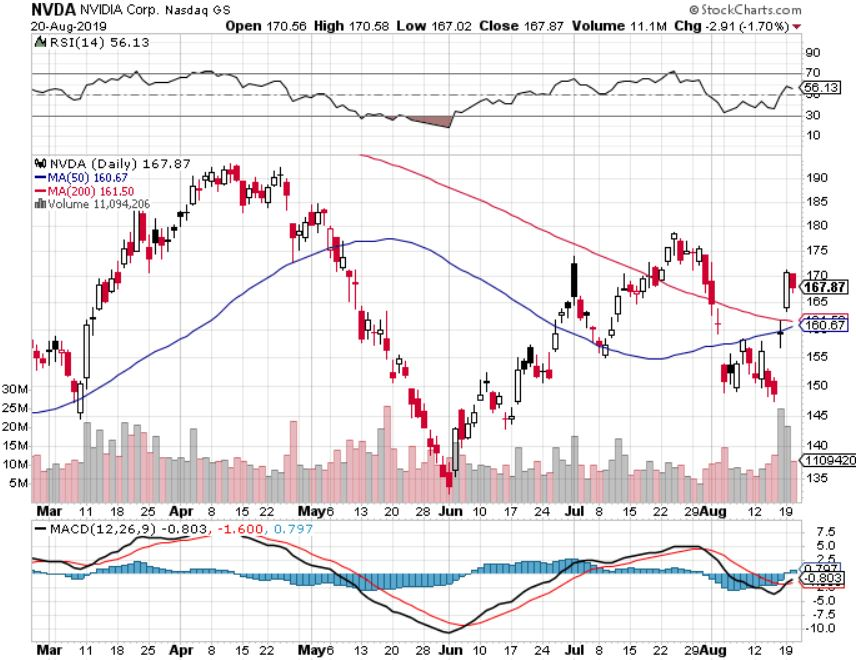 NVDA NVIDIA Corp. Nasdaq GS
© StockCharts.com
20-Aug-2019
Open 170.56 High 170.58 Low 167.02 Close 167.87 Volume 11.1M Chg -2.91 (-1.70%)
RSI(14) 56.13
90
70
56.13
30
10
NVDA (Daily) 167.87
MA(50) 160.67
MA(200) 161.50
Volume 11,094,206
190
185
180
175
170
167.87
165
160.67
155
150
145
140
135
30M
25M
20M
15M
10M
5M
1109420
Mar 11 18 25 Apr 8 15 22 May 6 13 20 28 Jun 10 17 24 Jul 8 15 22 29 Aug 12 19
MACD(12,26,9) -0.803, -1.600, 0.797
7.5
5.0
0.797
-0.803
-5.0
-7.5
-10.0
Mar 11 18 25 Apr 8 15 22 May 6 13 20 28 Jun 10 17 24 Jul 8 15 22 29 Aug 12 19